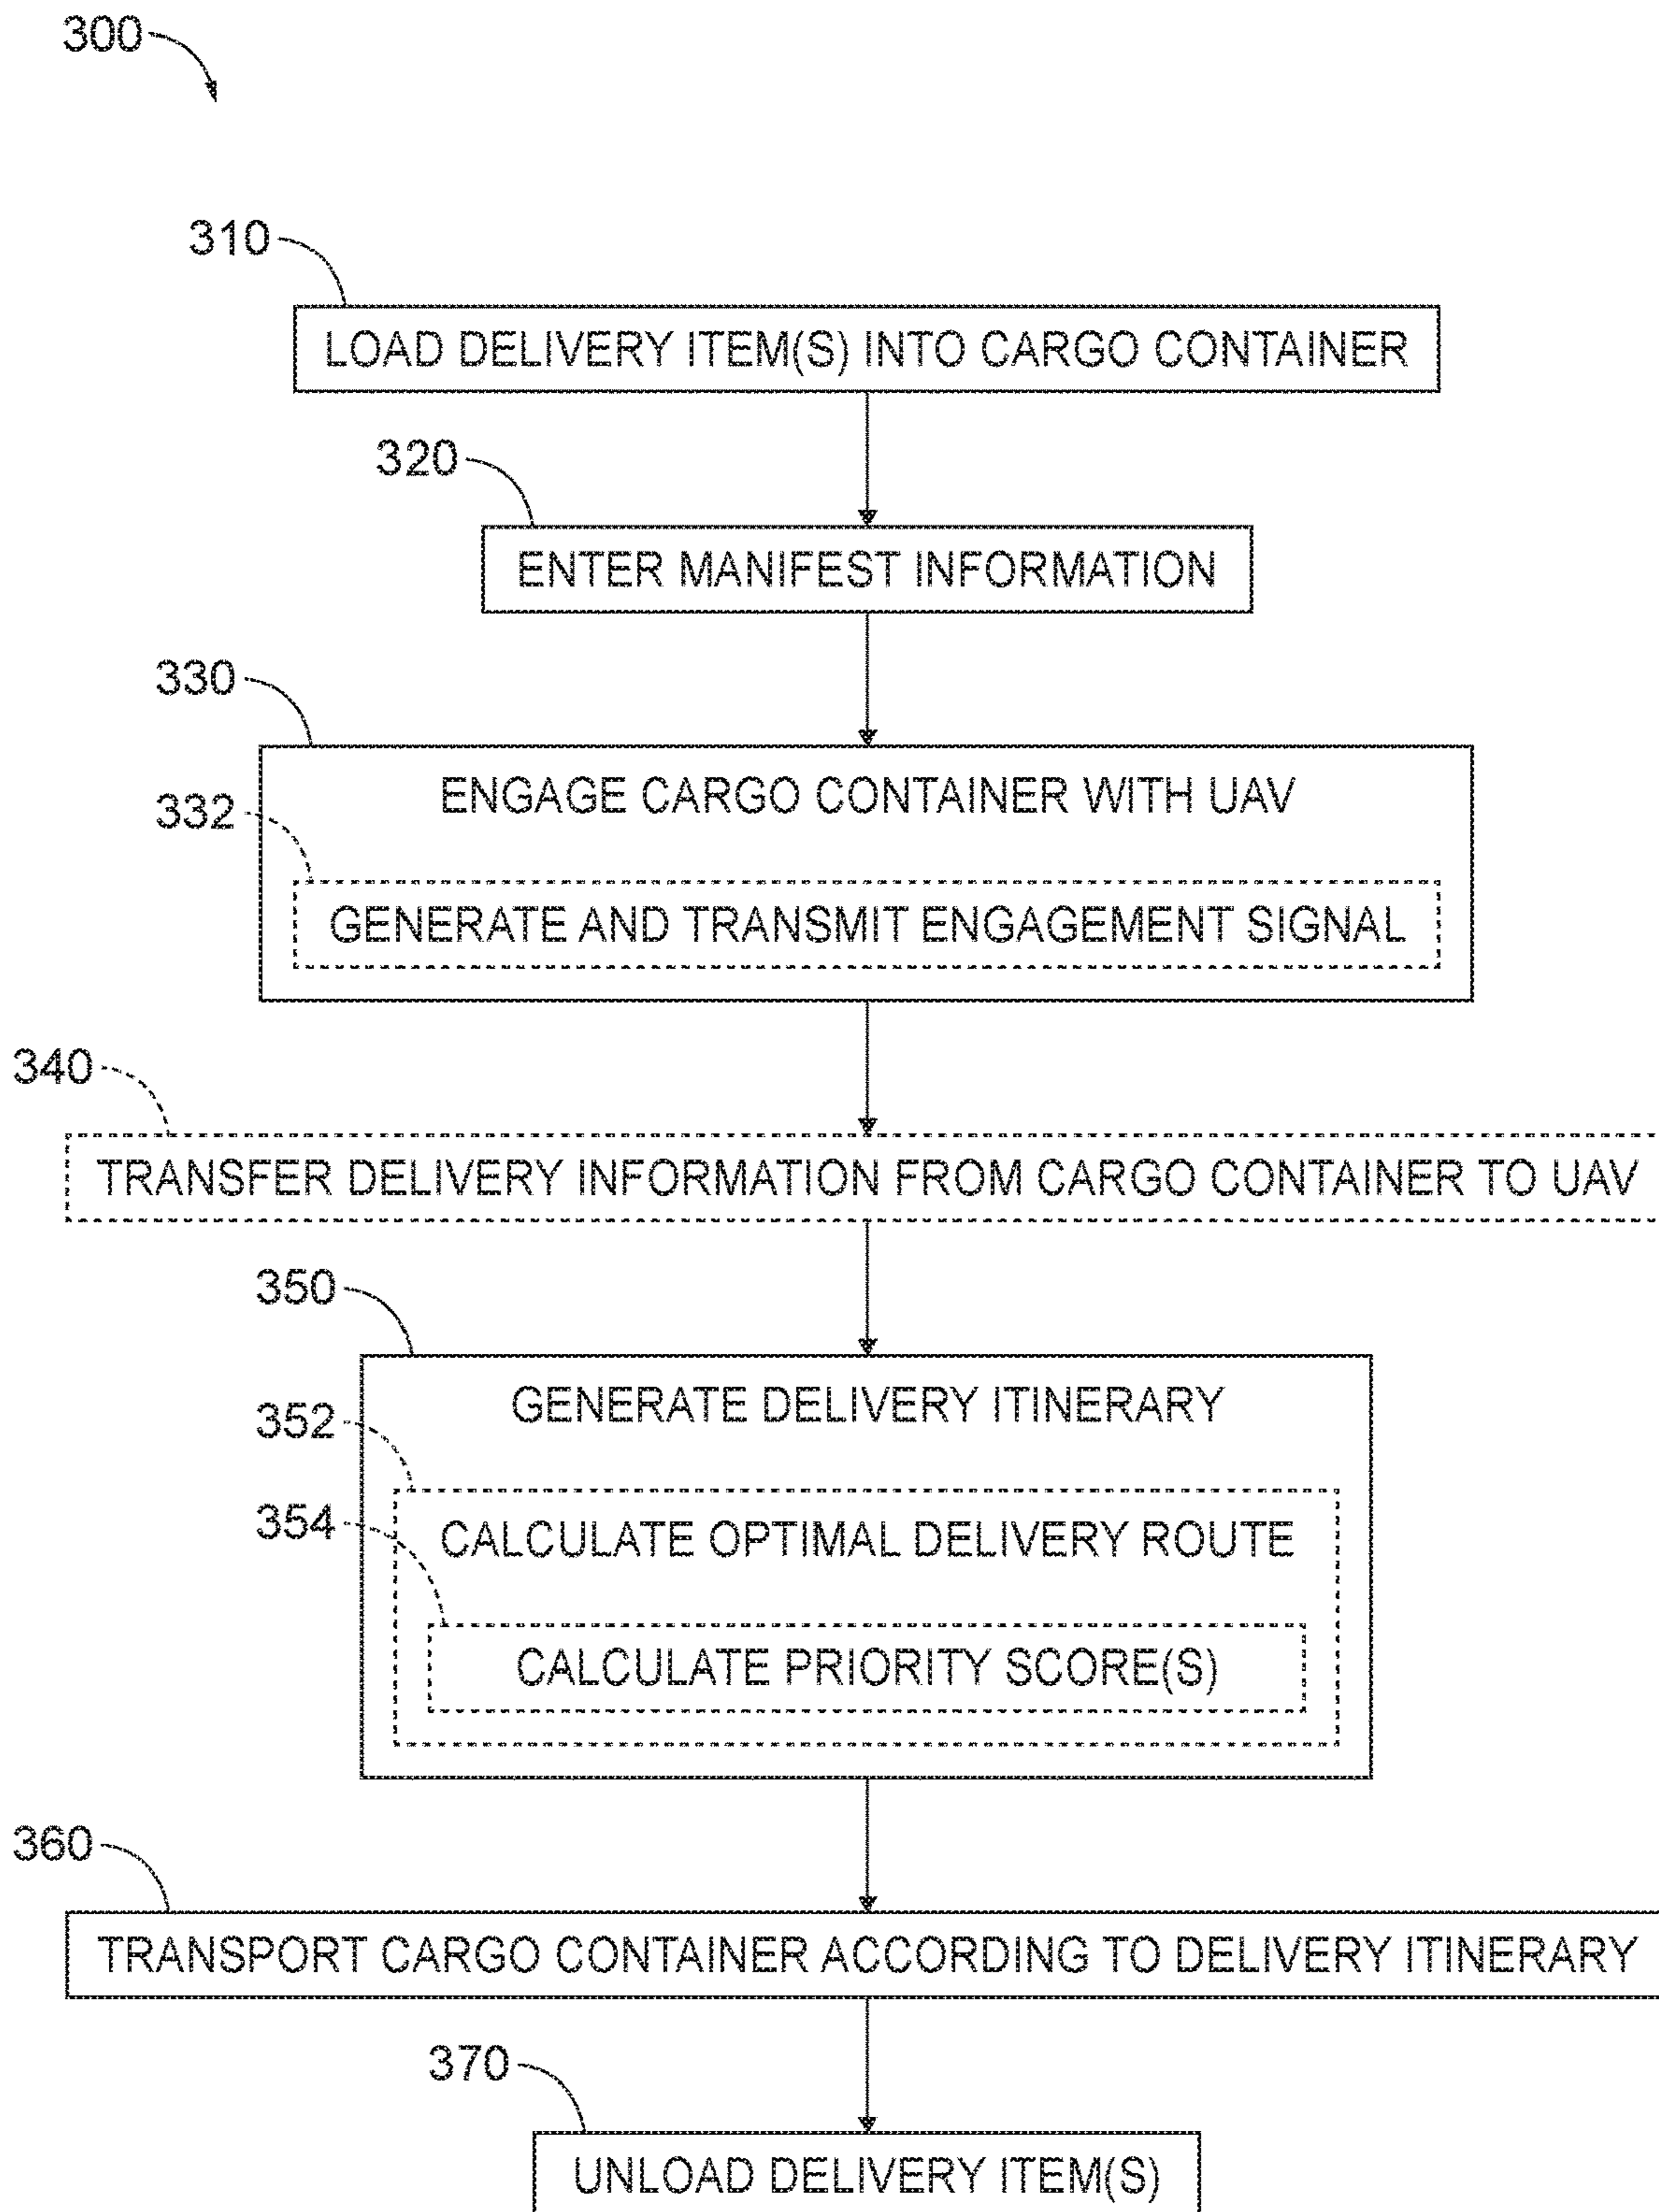 300
310
LOAD DELIVERY ITEM(S) INTO CARGO CONTAINER
320
ENTER MANIFEST INFORMATION
330
ENGAGE CARGO CONTAINER WITH UAV
332
GENERATE AND TRANSMIT ENGAGEMENT SIGNAL
340
TRANSFER DELIVERY INFORMATION FROM CARGO CONTAINER TO UAV
350
GENERATE DELIVERY ITINERARY
352
CALCULATE OPTIMAL DELIVERY ROUTE
354
CALCULATE PRIORITY SCORE(S)
360
TRANSPORT CARGO CONTAINER ACCORDING TO DELIVERY ITINERARY
370
UNLOAD DELIVERY ITEM(S)